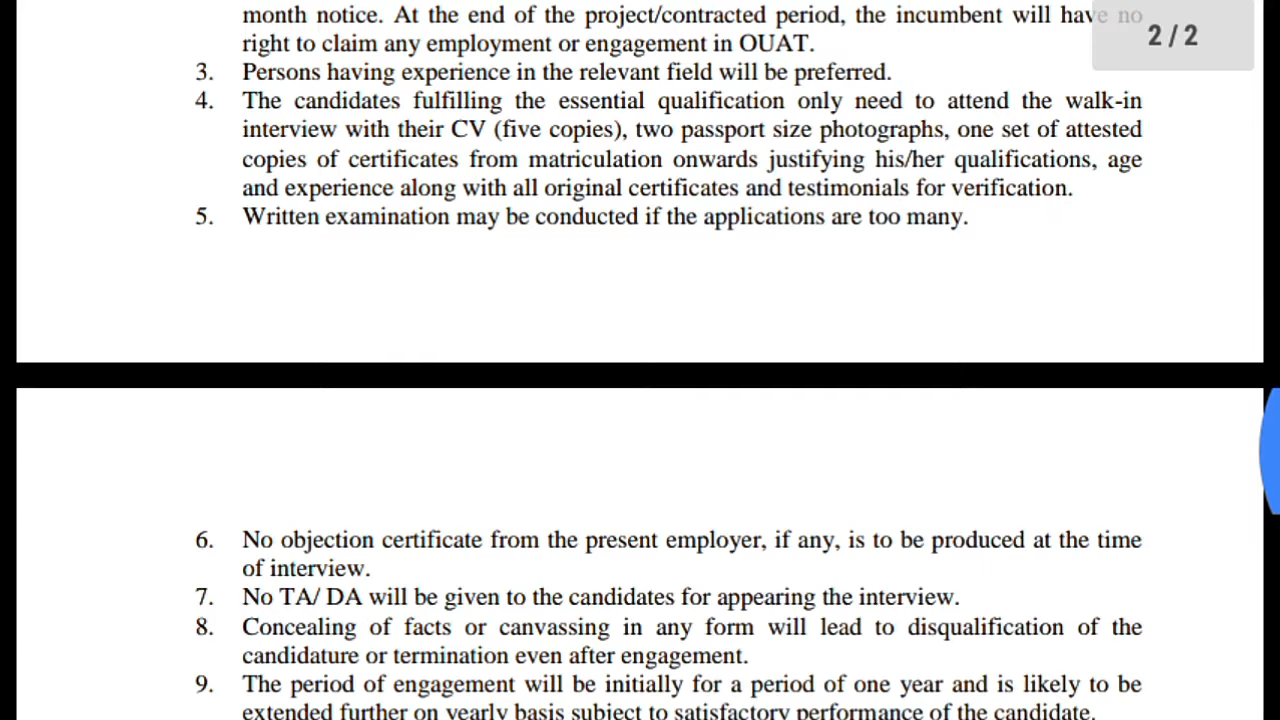 month notice. At the end of the project/contracted period, the incumbent will have no
right to claim any employment or engagement in OUAT.
2 / 2
3. Persons having experience in the relevant field will be preferred.
4. The candidates fulfilling the essential qualification only need to attend the walk-in
interview with their CV (five copies), two passport size photographs, one set of attested
copies of certificates from matriculation onwards justifying his/her qualifications, age
and experience along with all original certificates and testimonials for verification.
5. Written examination may be conducted if the applications are too many.
6. No objection certificate from the present employer, if any, is to be produced at the time
of interview.
7. No TA/ DA will be given to the candidates for appearing the interview.
8. Concealing of facts or canvassing in any form will lead to disqualification of the
candidature or termination even after engagement.
9. The period of engagement will be initially for a period of one year and is likely to be
extended further on yearly basis subject to satisfactory performance of the candidate.